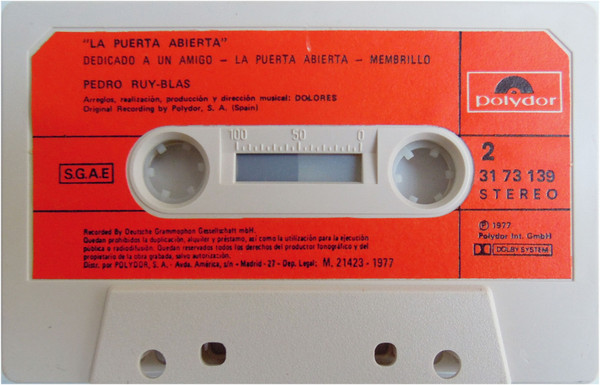 "LA PUERTA ABIERTA"
DEDICADO A UN AMIGO – LA PUERTA ABIERTA – MEMBRILLO
PEDRO RUY-BLAS
Arreglos, realización, producción y dirección musical: DOLORES
Original Recording by Polydor, S. A. (Spain)
polydor
100 50 0
S.G.A.E
2
31 73 139
STEREO
Recorded By Deutsche Grammophon Gesellschaft mbH.
Quedan prohibidos la duplicación, alquiler y préstamo, así como la utilización para la ejecución
pública o radiodifusión. Quedan reservados todos los derechos del productor fonográfico y del
propietario de la obra grabada, salvo autorización.
Distr. por POLYDOR, S. A. - Avda. América, s/n - Madrid - 27 - Dep. Legal; M. 21423 - 1977
Ⓟ 1977
Polydor Int. GmbH
DOLBY SYSTEM